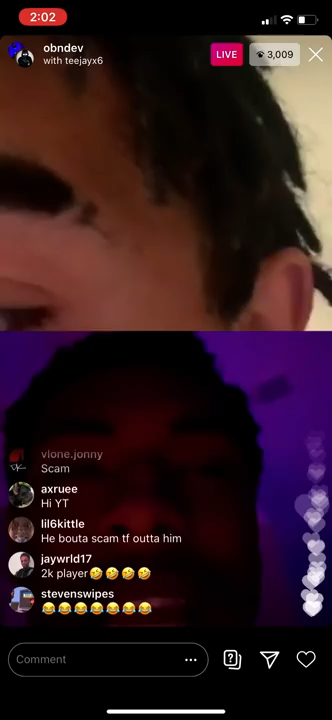 2:02
obndev
with teejayx6
LIVE
3,009
vlone.jonny
Scam
axruee
Hi YT
lil6kittle
He bouta scam tf outta him
jaywrld17
2k player🤣🤣🤣🤣
stevenswipes
😂😂😂😂😂😂😂
Comment